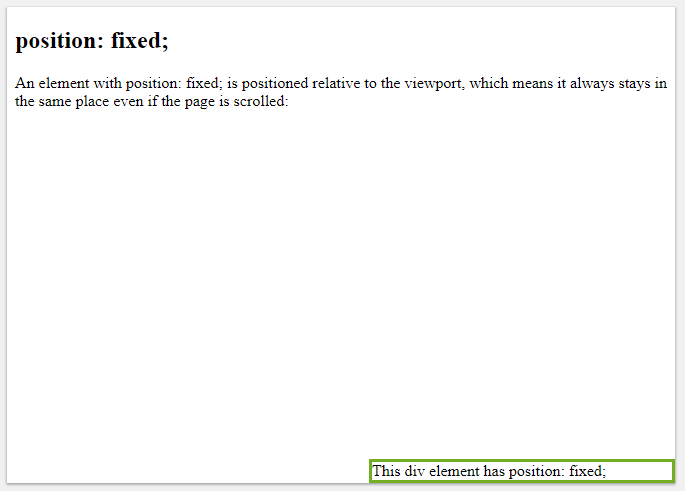 position: fixed;
An element with position: fixed; is positioned relative to the viewport, which means it always stays in
the same place even if the page is scrolled:
This div element has position: fixed;